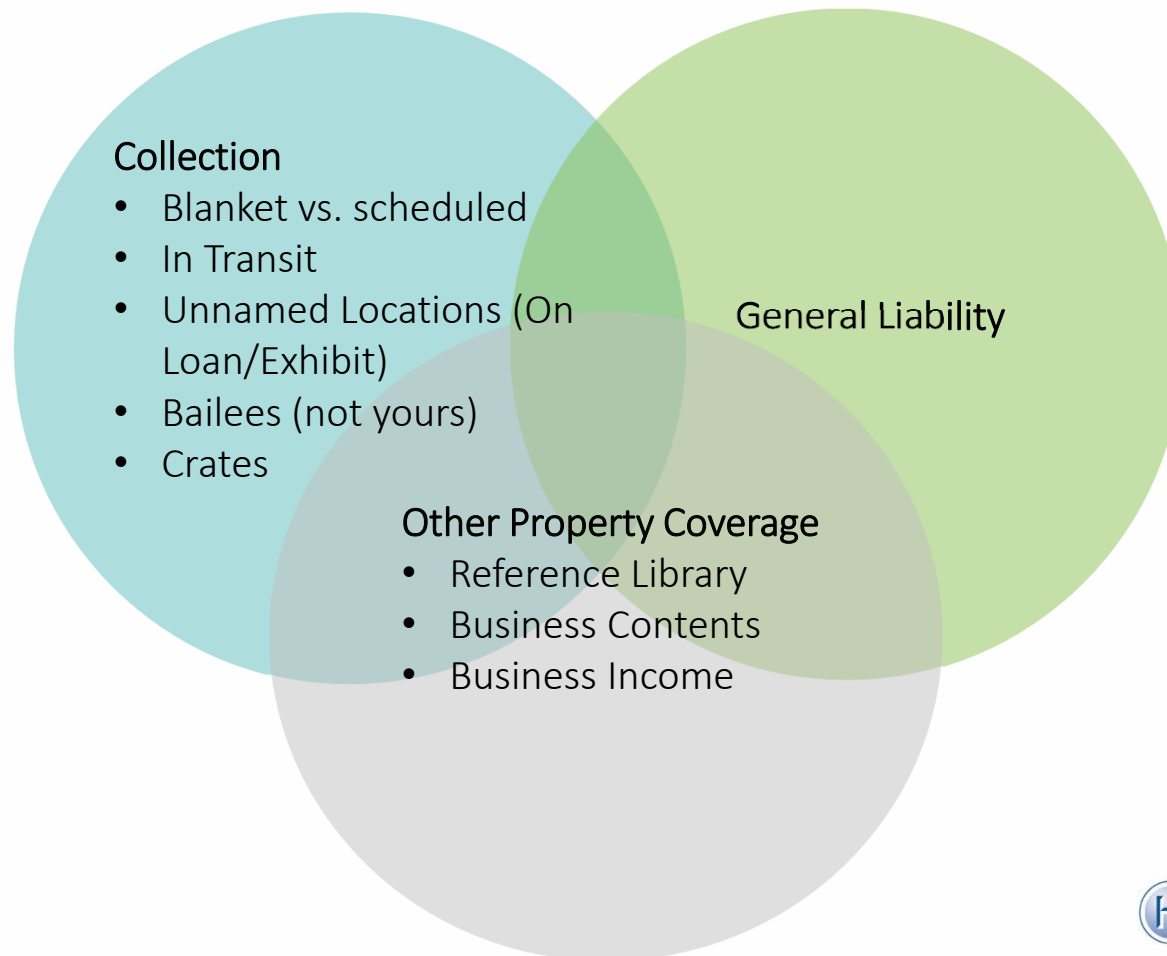 Collection
• Blanket vs. scheduled
• In Transit
• Unnamed Locations (On
Loan/Exhibit)
• Bailees (not yours)
• Crates
General Liability
Other Property Coverage
• Reference Library
• Business Contents
• Business Income